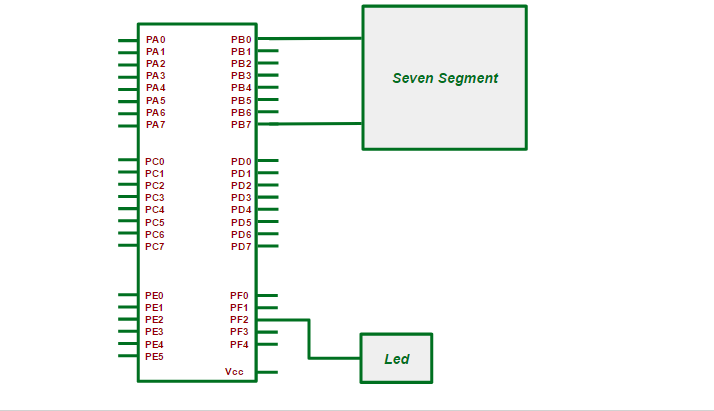 PA0 PB0
PA1 PB1
PA2 PB2
PA3 PB3
PA4 PB4
PA5 PB5
PA6 PB6
PA7 PB7
Seven Segment
PC0 PD0
PC1 PD1
PC2 PD2
PC3 PD3
PC4 PD4
PC5 PD5
PC6 PD6
PC7 PD7
PE0 PF0
PE1 PF1
PE2 PF2
PE3 PF3
PE4 PF4
PE5
Vcc
Led